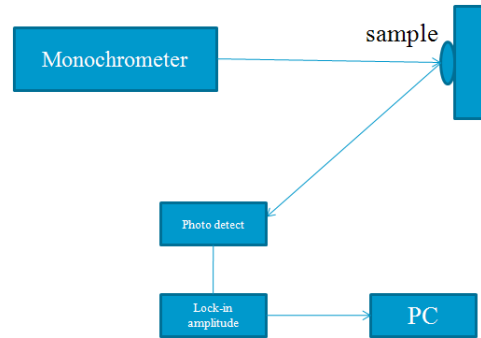 sample
Monochrometer
Photo detect
Lock-in
amplitude
PC